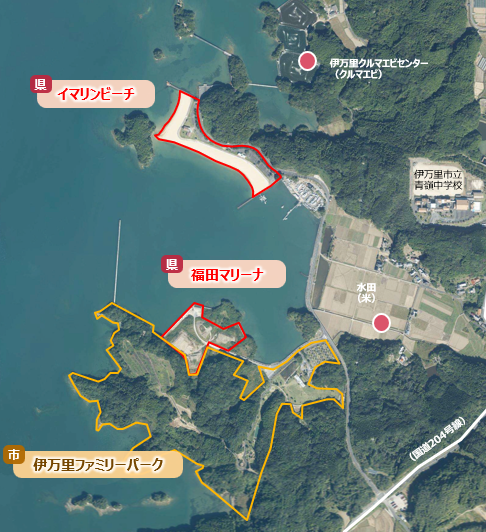 伊万里クルマエビセンター
（クルマエビ）
県
イマリンビーチ
伊万里市立
青嶺中学校
県
福田マリーナ
水田
（米）
市
伊万里ファミリーパーク
（国道204号線）